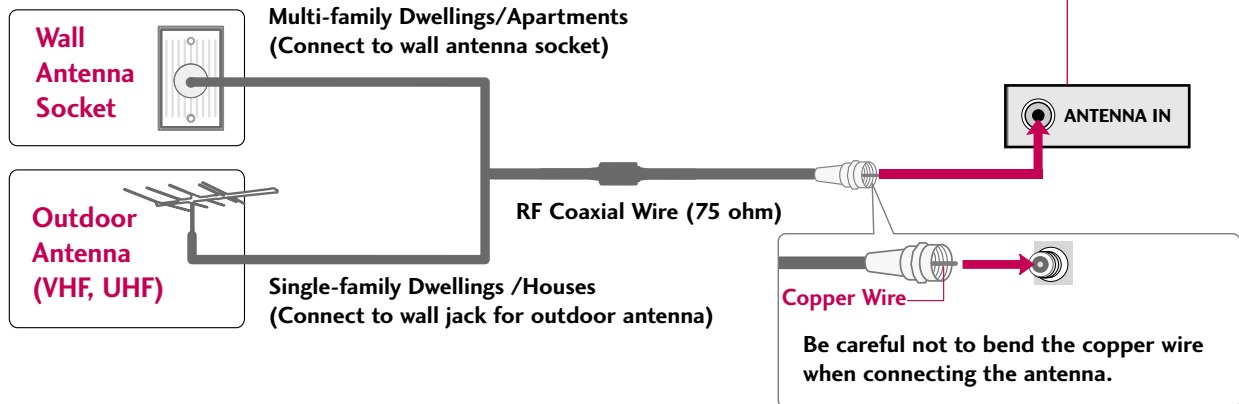 Multi-family Dwellings/Apartments
(Connect to wall antenna socket)
Wall
Antenna
Socket
ANTENNA IN
RF Coaxial Wire (75 ohm)
Outdoor
Antenna
(VHF, UHF)
Single-family Dwellings /Houses
(Connect to wall jack for outdoor antenna)
Copper Wire
Be careful not to bend the copper wire
when connecting the antenna.